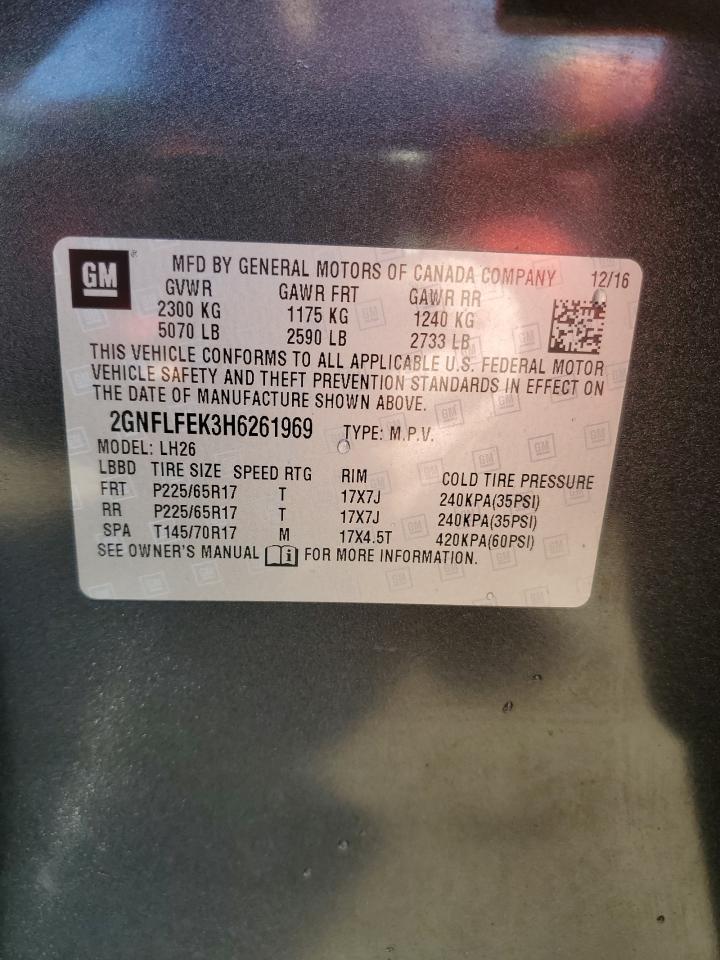 GM MFD BY GENERAL MOTORS OF CANADA COMPANY 12/16
GVWR GAWR FRT GAWR RR
2300 KG 1175 KG 1240 KG
5070 LB 2590 LB 2733 LB
THIS VEHICLE CONFORMS TO ALL APPLICABLE U.S. FEDERAL MOTOR
VEHICLE SAFETY AND THEFT PREVENTION STANDARDS IN EFFECT ON
THE DATE OF MANUFACTURE SHOWN ABOVE.
2GNFLFEK3H6261969 TYPE: M.P.V.
MODEL: LH26
LBBD TIRE SIZE SPEED RTG RIM COLD TIRE PRESSURE
FRT P225/65R17 T 17X7J 240KPA(35PSI)
RR P225/65R17 T 17X7J 240KPA(35PSI)
SPA T145/70R17 M 17X4.5T 420KPA(60PSI)
SEE OWNER'S MANUAL FOR MORE INFORMATION.